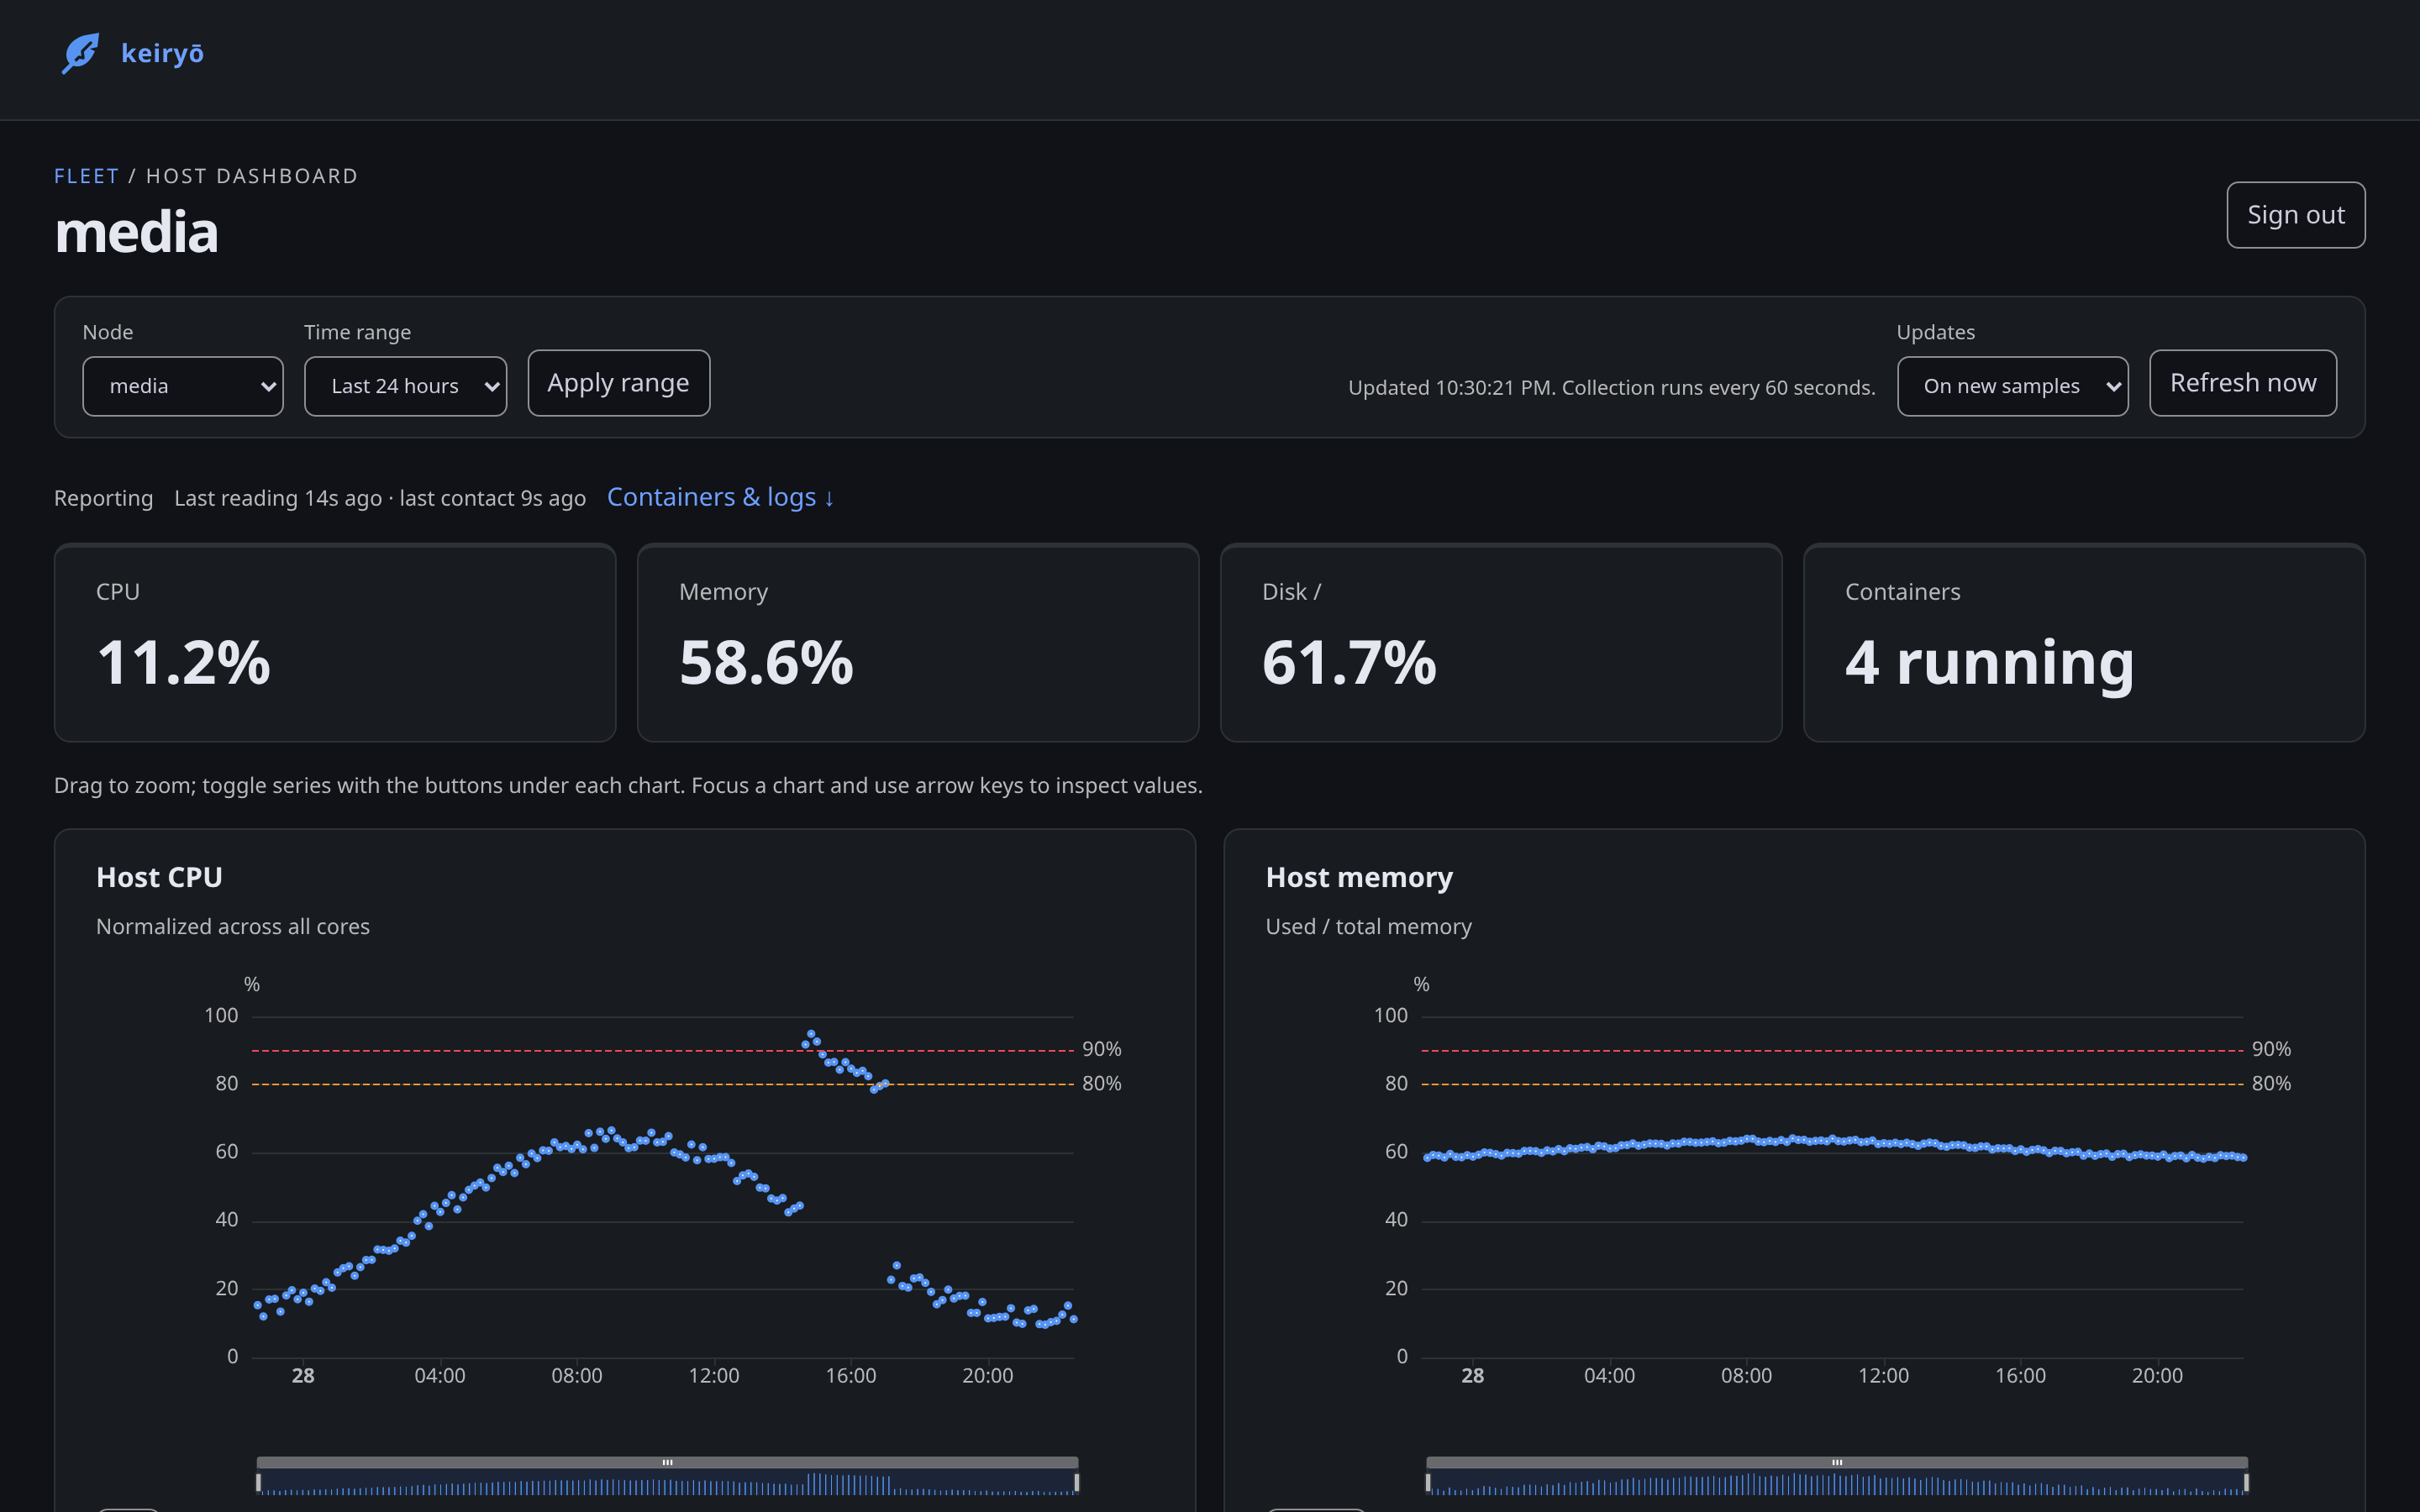 keiryō
FLEET / HOST DASHBOARD
media
Sign out
Node
Time range
Updates
media
Last 24 hours
Apply range
Updated 10:30:21 PM. Collection runs every 60 seconds.
On new samples
Refresh now
Reporting Last reading 14s ago · last contact 9s ago Containers & logs ↓
CPU
11.2%
Memory
58.6%
Disk /
61.7%
Containers
4 running
Drag to zoom; toggle series with the buttons under each chart. Focus a chart and use arrow keys to inspect values.
Host CPU
Normalized across all cores
%
100
90%
80
80%
60
40
20
0
28 04:00 08:00 12:00 16:00 20:00
Host memory
Used / total memory
%
100
90%
80
80%
60
40
20
0
28 04:00 08:00 12:00 16:00 20:00